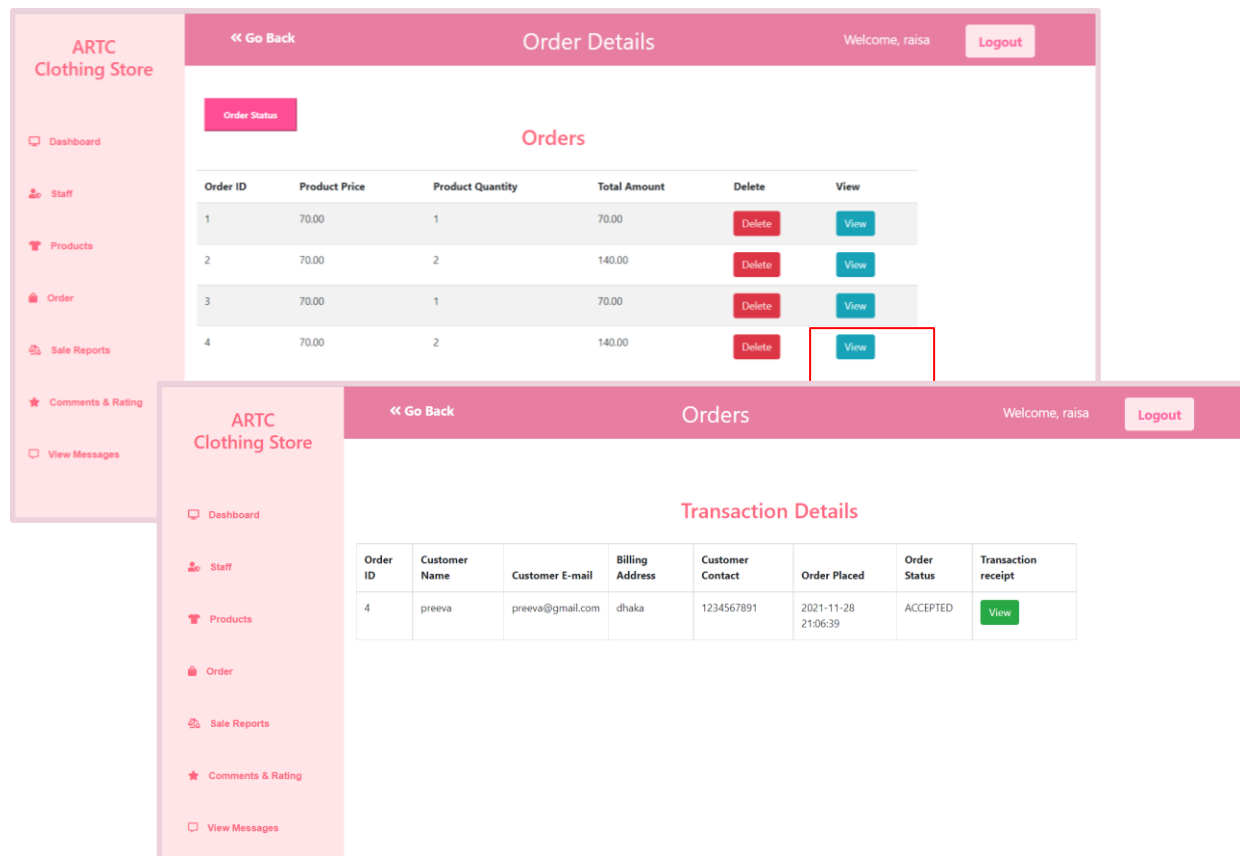 ARTC
Clothing Store
Go Back
Order Details
Welcome, raisa
Logout
Dashboard
Staff
Products
Order
Sale Reports
Comments & Rating
View Messages
Order Status
Orders
Order ID Product Price Product Quantity Total Amount Delete View
1 70.00 1 70.00 Delete View
2 70.00 2 140.00 Delete View
3 70.00 1 70.00 Delete View
4 70.00 2 140.00 Delete View
ARTC
Clothing Store
Go Back
Orders
Welcome, raisa
Logout
Dashboard
Staff
Products
Order
Sale Reports
Comments & Rating
View Messages
Transaction Details
Order ID Customer Name Customer E-mail Billing Address Customer Contact Order Placed Order Status Transaction receipt
4 preeva preeva@gmail.com dhaka 1234567891 2021-11-28 21:06:39 ACCEPTED View